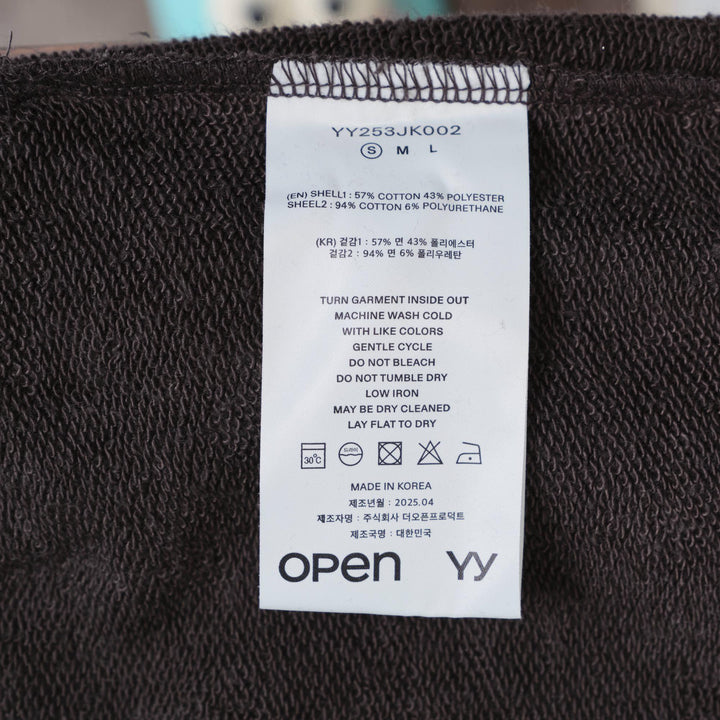 YY253JK002
S M L
(EN) SHELL1 : 57% COTTON 43% POLYESTER
SHEEL2 : 94% COTTON 6% POLYURETHANE
(KR) 겉감1 : 57% 면 43% 폴리에스터
겉감2 : 94% 면 6% 폴리우레탄
TURN GARMENT INSIDE OUT
MACHINE WASH COLD
WITH LIKE COLORS
GENTLE CYCLE
DO NOT BLEACH
DO NOT TUMBLE DRY
LOW IRON
MAY BE DRY CLEANED
LAY FLAT TO DRY
30℃ 드라이
MADE IN KOREA
제조년월 : 2025.04
제조자명 : 주식회사 더오픈프로덕트
제조국명 : 대한민국
OPEN YY